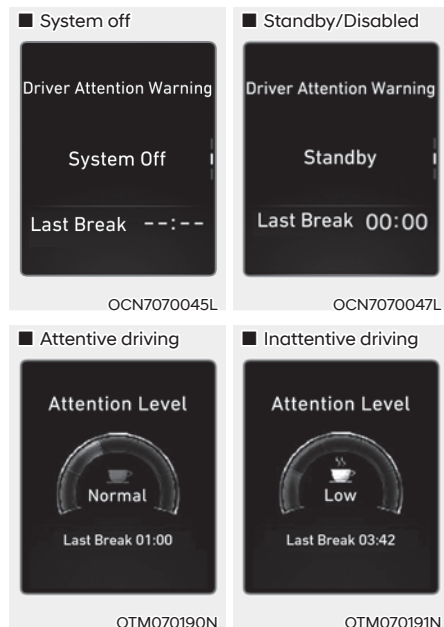 ■ System off
Driver Attention Warning
System Off
Last Break --:--
OCN7070045L
■ Standby/Disabled
Driver Attention Warning
Standby
Last Break 00:00
OCN7070047L
■ Attentive driving
Attention Level
Normal
Last Break 01:00
OTM070190N
■ Inattentive driving
Attention Level
Low
Last Break 03:42
OTM070191N